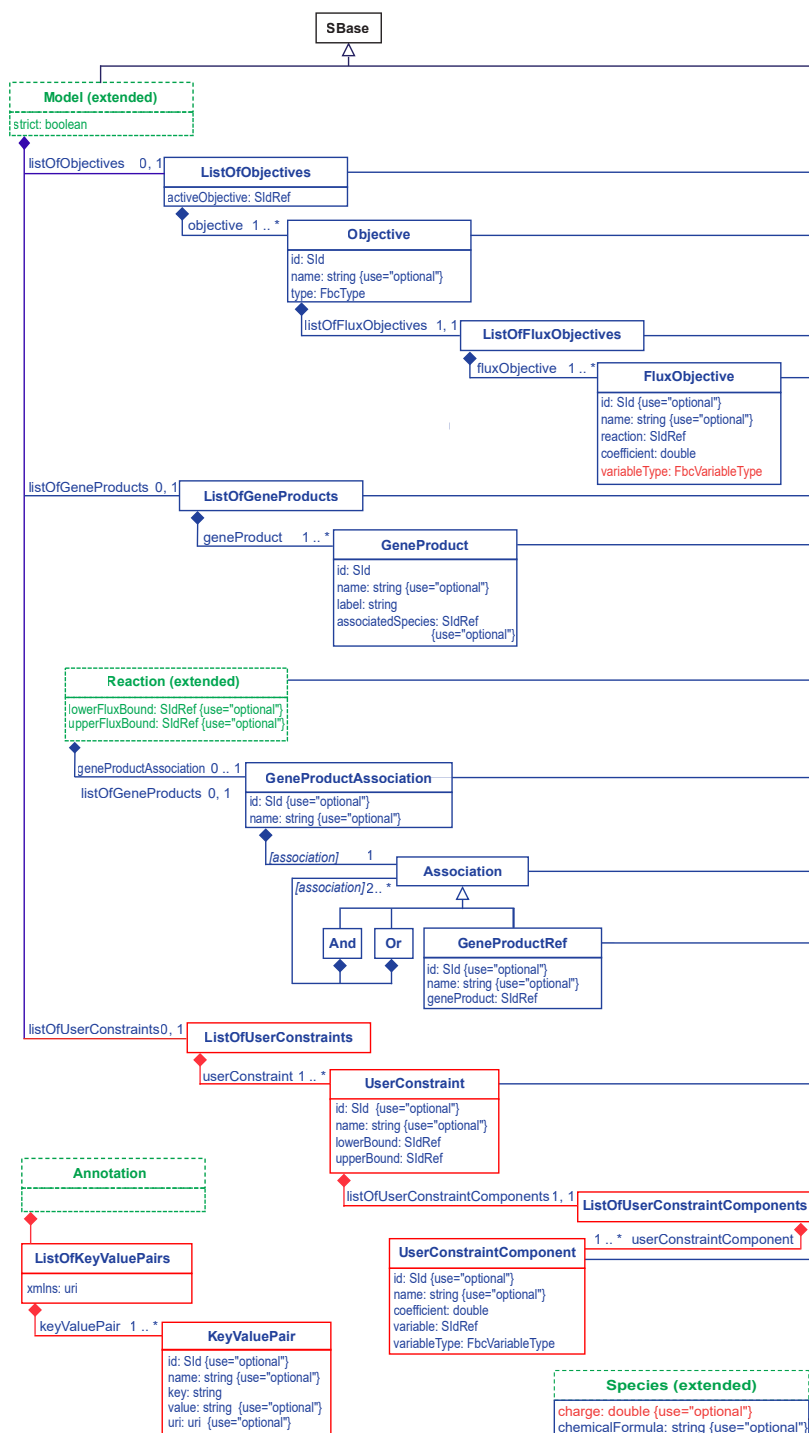 SBase
Model (extended)
strict: boolean
listOfObjectives 0, 1
ListOfObjectives
activeObjective: SIdRef
objective 1 .. *
Objective
id: SId
name: string {use="optional"}
type: FbcType
listOfFluxObjectives 1, 1
ListOfFluxObjectives
fluxObjective 1 .. *
FluxObjective
id: SId {use="optional"}
name: string {use="optional"}
reaction: SIdRef
coefficient: double
variableType: FbcVariableType
listOfGeneProducts 0, 1
ListOfGeneProducts
geneProduct 1 .. *
GeneProduct
id: SId
name: string {use="optional"}
label: string
associatedSpecies: SIdRef
{use="optional"}
Reaction (extended)
lowerFluxBound: SIdRef {use="optional"}
upperFluxBound: SIdRef {use="optional"}
geneProductAssociation 0 .. 1
listOfGeneProducts 0, 1
GeneProductAssociation
id: SId {use="optional"}
name: string {use="optional"}
[association] 1
Association
[association] 2.. *
And
Or
GeneProductRef
id: SId {use="optional"}
name: string {use="optional"}
geneProduct: SIdRef
listOfUserConstraints 0, 1
ListOfUserConstraints
userConstraint 1 .. *
UserConstraint
id: SId {use="optional"}
name: string {use="optional"}
lowerBound: SIdRef
upperBound: SIdRef
listOfUserConstraintComponents 1, 1
ListOfUserConstraintComponents
1 .. * userConstraintComponent
UserConstraintComponent
id: SId {use="optional"}
name: string {use="optional"}
coefficient: double
variable: SIdRef
variableType: FbcVariableType
Annotation
ListOfKeyValuePairs
xmlns: uri
keyValuePair 1 .. *
KeyValuePair
id: SId {use="optional"}
name: string {use="optional"}
key: string
value: string {use="optional"}
uri: uri {use="optional"}
Species (extended)
charge: double {use="optional"}
chemicalFormula: string {use="optional"}